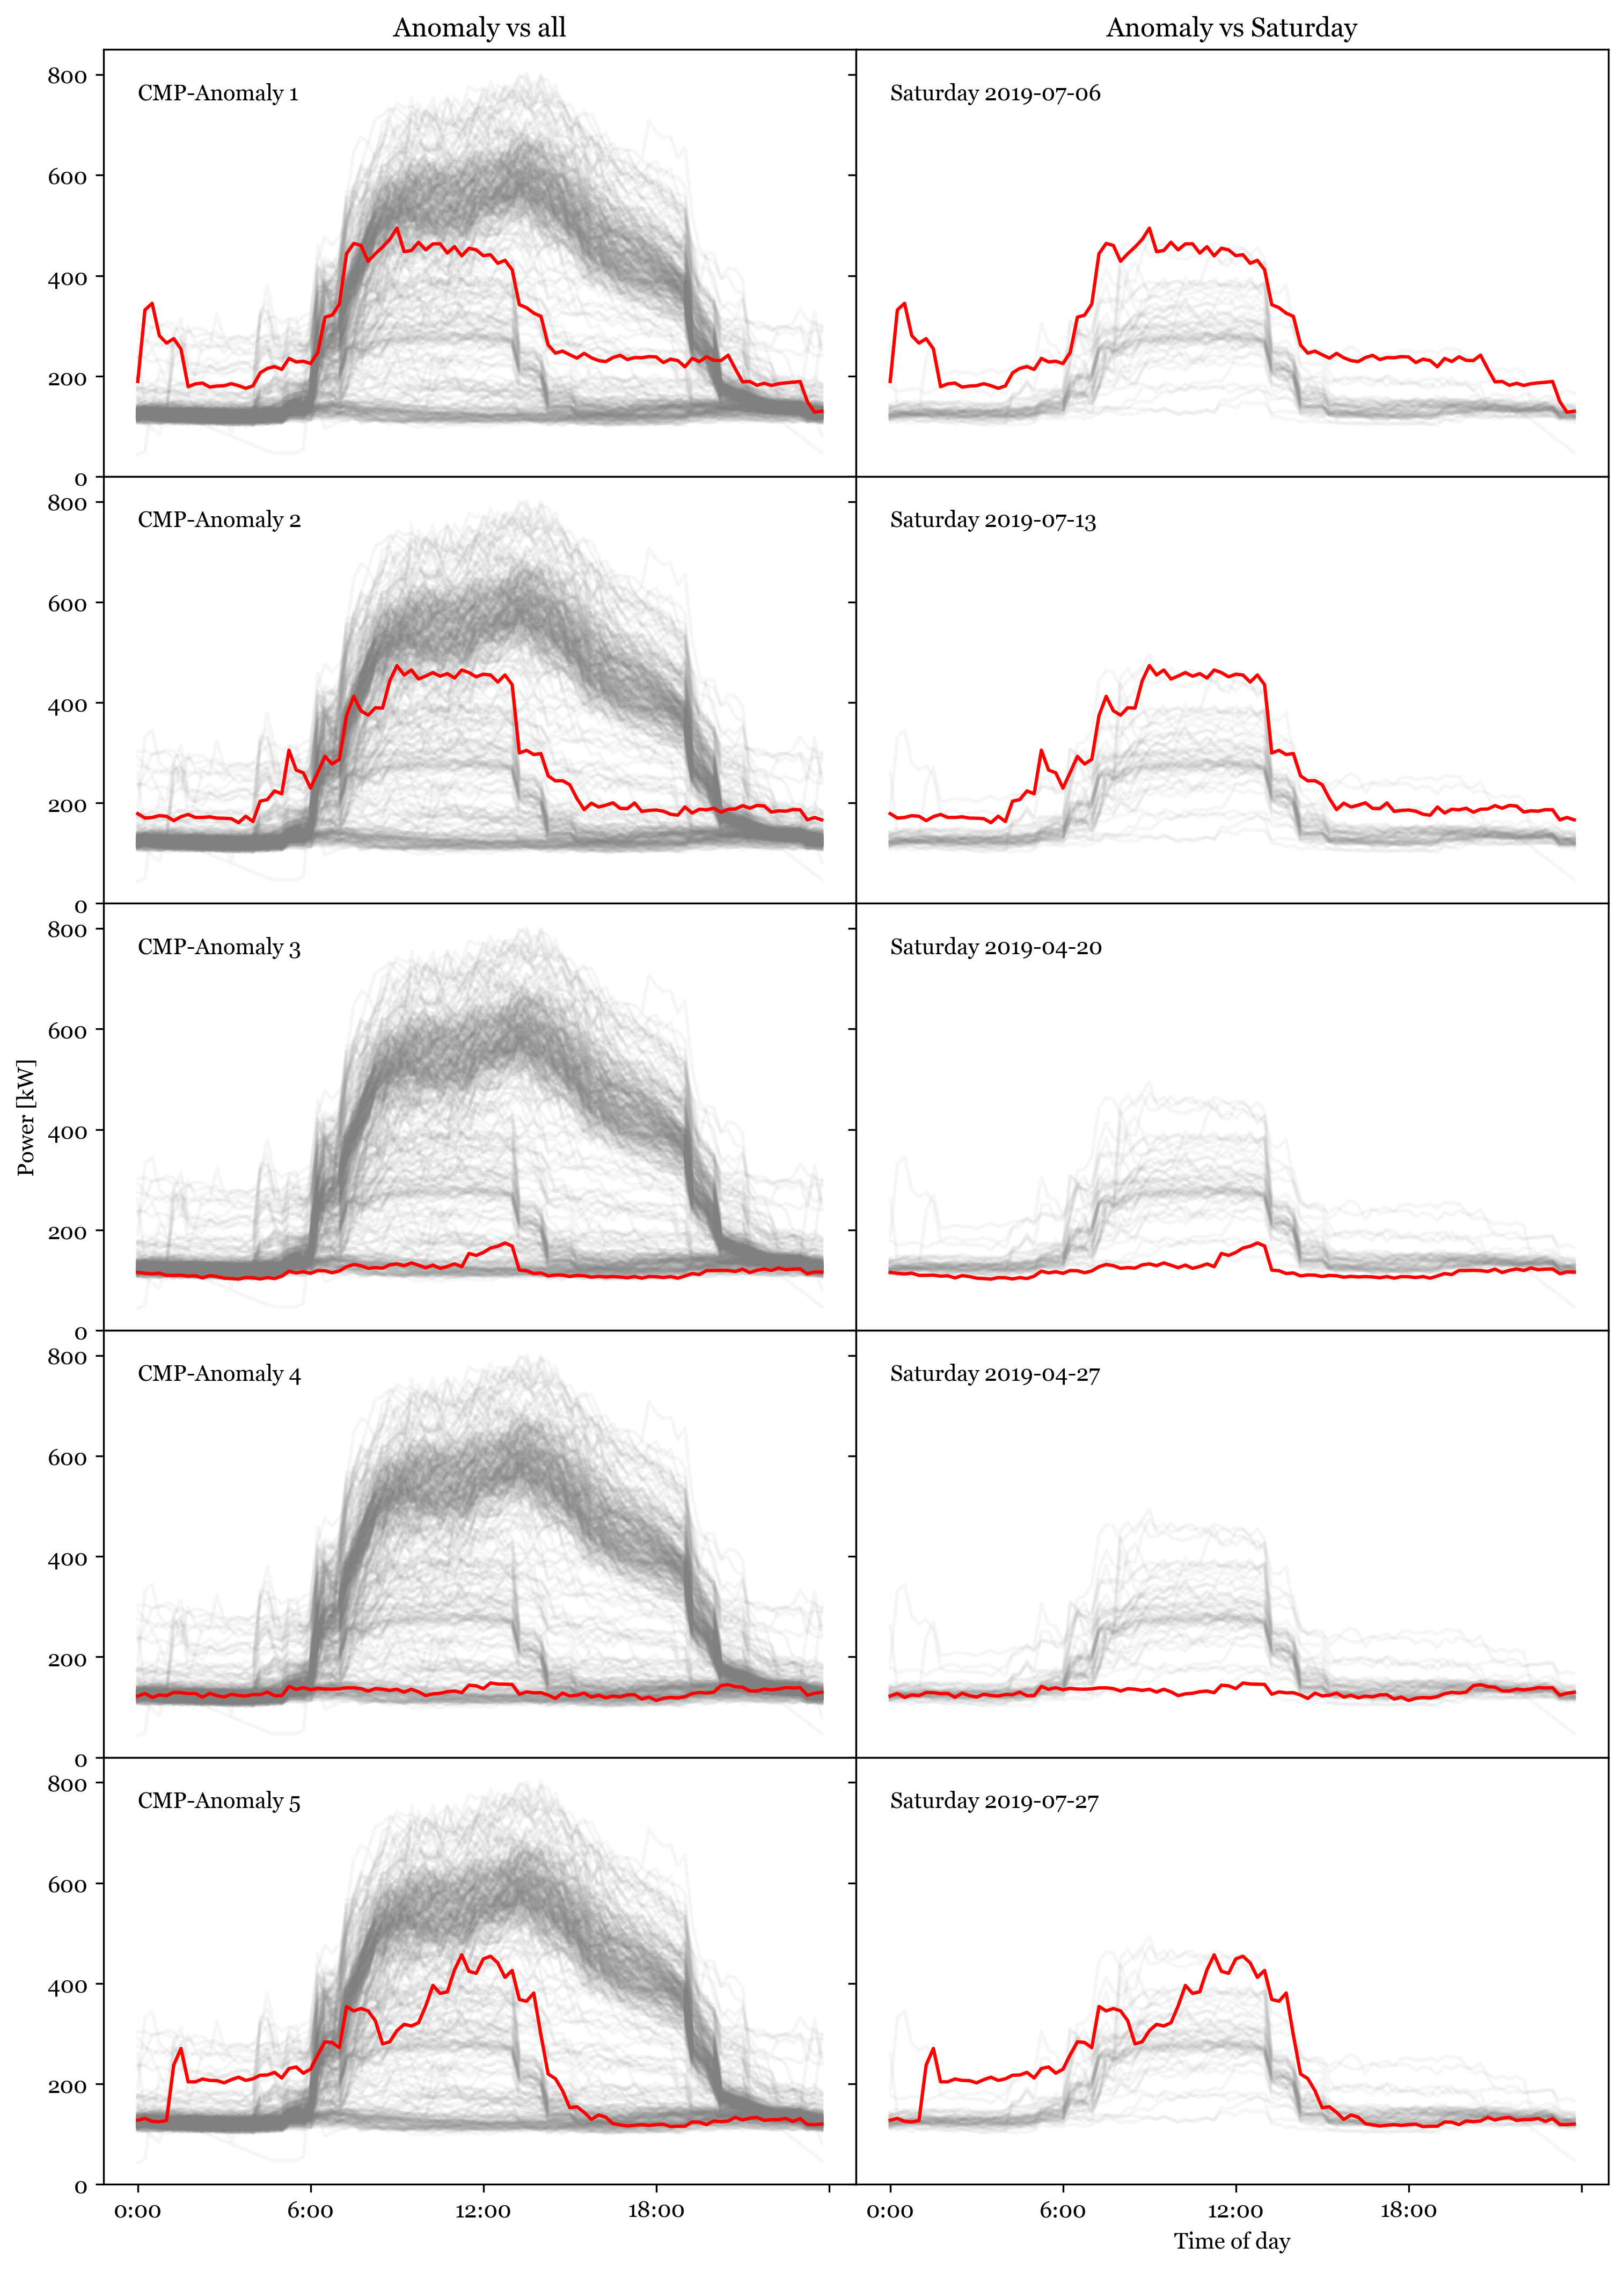 Anomaly vs all
Anomaly vs Saturday
800
CMP-Anomaly 1
Saturday 2019-07-06
600
400
200
0
800
CMP-Anomaly 2
Saturday 2019-07-13
600
400
200
0
800
CMP-Anomaly 3
Saturday 2019-04-20
600
Power [kW]
400
200
0
800
CMP-Anomaly 4
Saturday 2019-04-27
600
400
200
0
800
CMP-Anomaly 5
Saturday 2019-07-27
600
400
200
0
0:00 6:00 12:00 18:00
0:00 6:00 12:00 18:00
Time of day